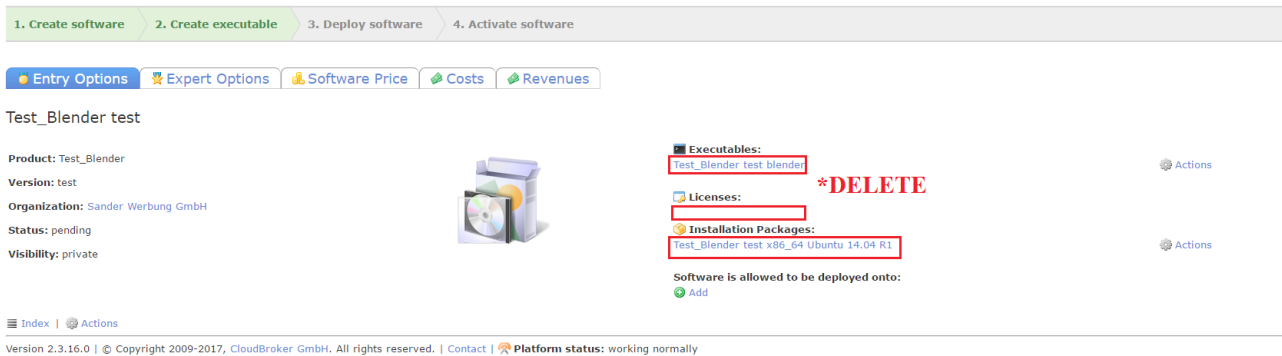 1. Create software 2. Create executable 3. Deploy software 4. Activate software
Entry Options Expert Options Software Price Costs Revenues
Test_Blender test
Product: Test_Blender
Version: test
Organization: Sander Werbung GmbH
Status: pending
Visibility: private
Executables:
Test_Blender test blender Actions
*DELETE
Licenses:
Installation Packages:
Test_Blender test x86_64 Ubuntu 14.04 R1 Actions
Software is allowed to be deployed onto:
Add
Index | Actions
Version 2.3.16.0 | © Copyright 2009-2017, CloudBroker GmbH. All rights reserved. | Contact | Platform status: working normally